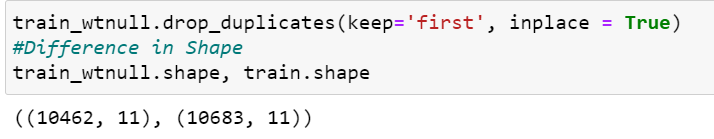 train_wtnull.drop_duplicates(keep='first', inplace = True)
#Difference in Shape
train_wtnull.shape, train.shape
((10462, 11), (10683, 11))